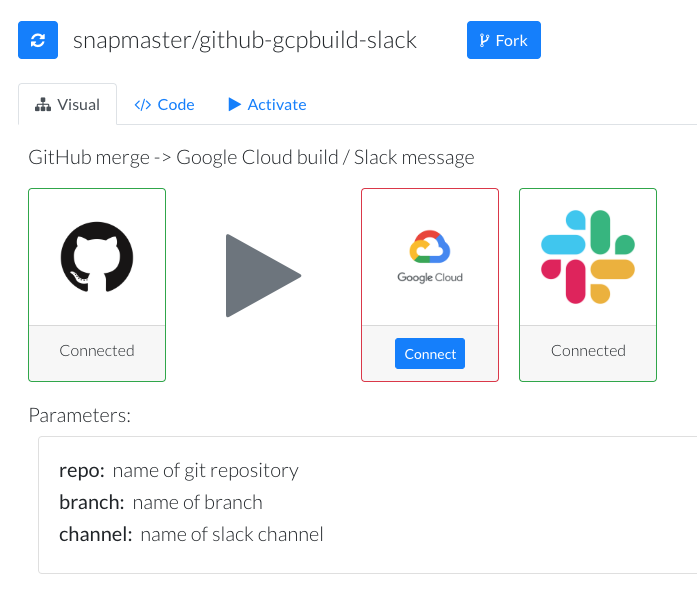 snapmaster/github-gcpbuild-slack
Fork
Visual
Code
Activate
GitHub merge -> Google Cloud build / Slack message
Google Cloud
Connected
Connect
Connected
Parameters:
repo: name of git repository
branch: name of branch
channel: name of slack channel